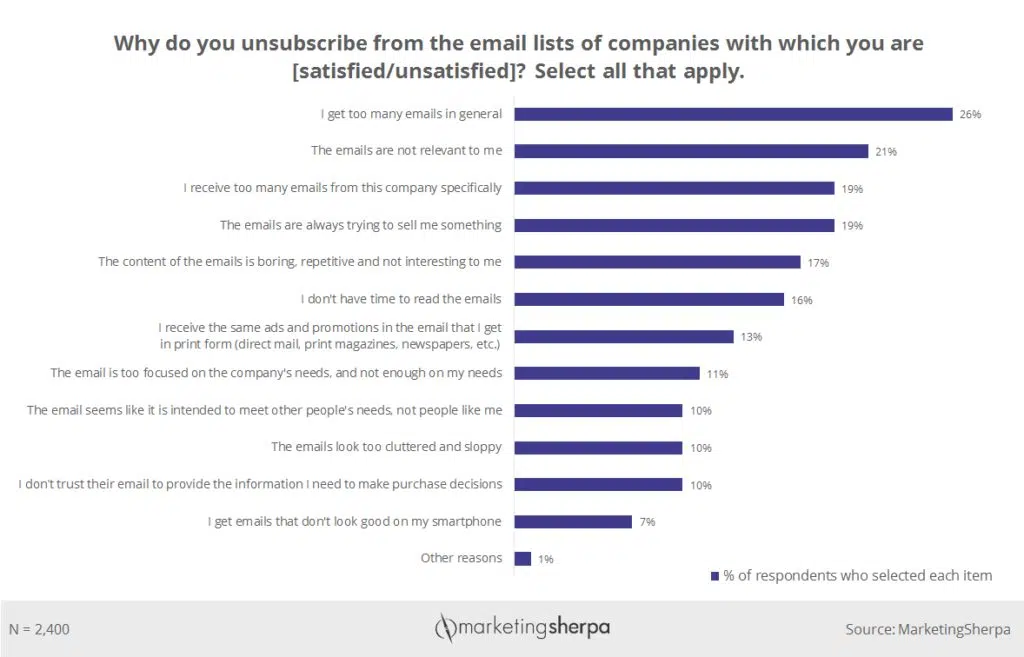 Why do you unsubscribe from the email lists of companies with which you are
[satisfied/unsatisfied]? Select all that apply.
I get too many emails in general 26%
The emails are not relevant to me 21%
I receive too many emails from this company specifically 19%
The emails are always trying to sell me something 19%
The content of the emails is boring, repetitive and not interesting to me 17%
I don't have time to read the emails 16%
I receive the same ads and promotions in the email that I get
in print form (direct mail, print magazines, newspapers, etc.) 13%
The email is too focused on the company's needs, and not enough on my needs 11%
The email seems like it is intended to meet other people's needs, not people like me 10%
The emails look too cluttered and sloppy 10%
I don't trust their email to provide the information I need to make purchase decisions 10%
I get emails that don't look good on my smartphone 7%
Other reasons 1%
% of respondents who selected each item
N = 2,400 marketingsherpa Source: MarketingSherpa